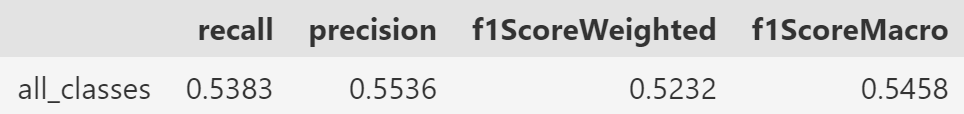 recall precision f1ScoreWeighted f1ScoreMacro
all_classes 0.5383 0.5536 0.5232 0.5458